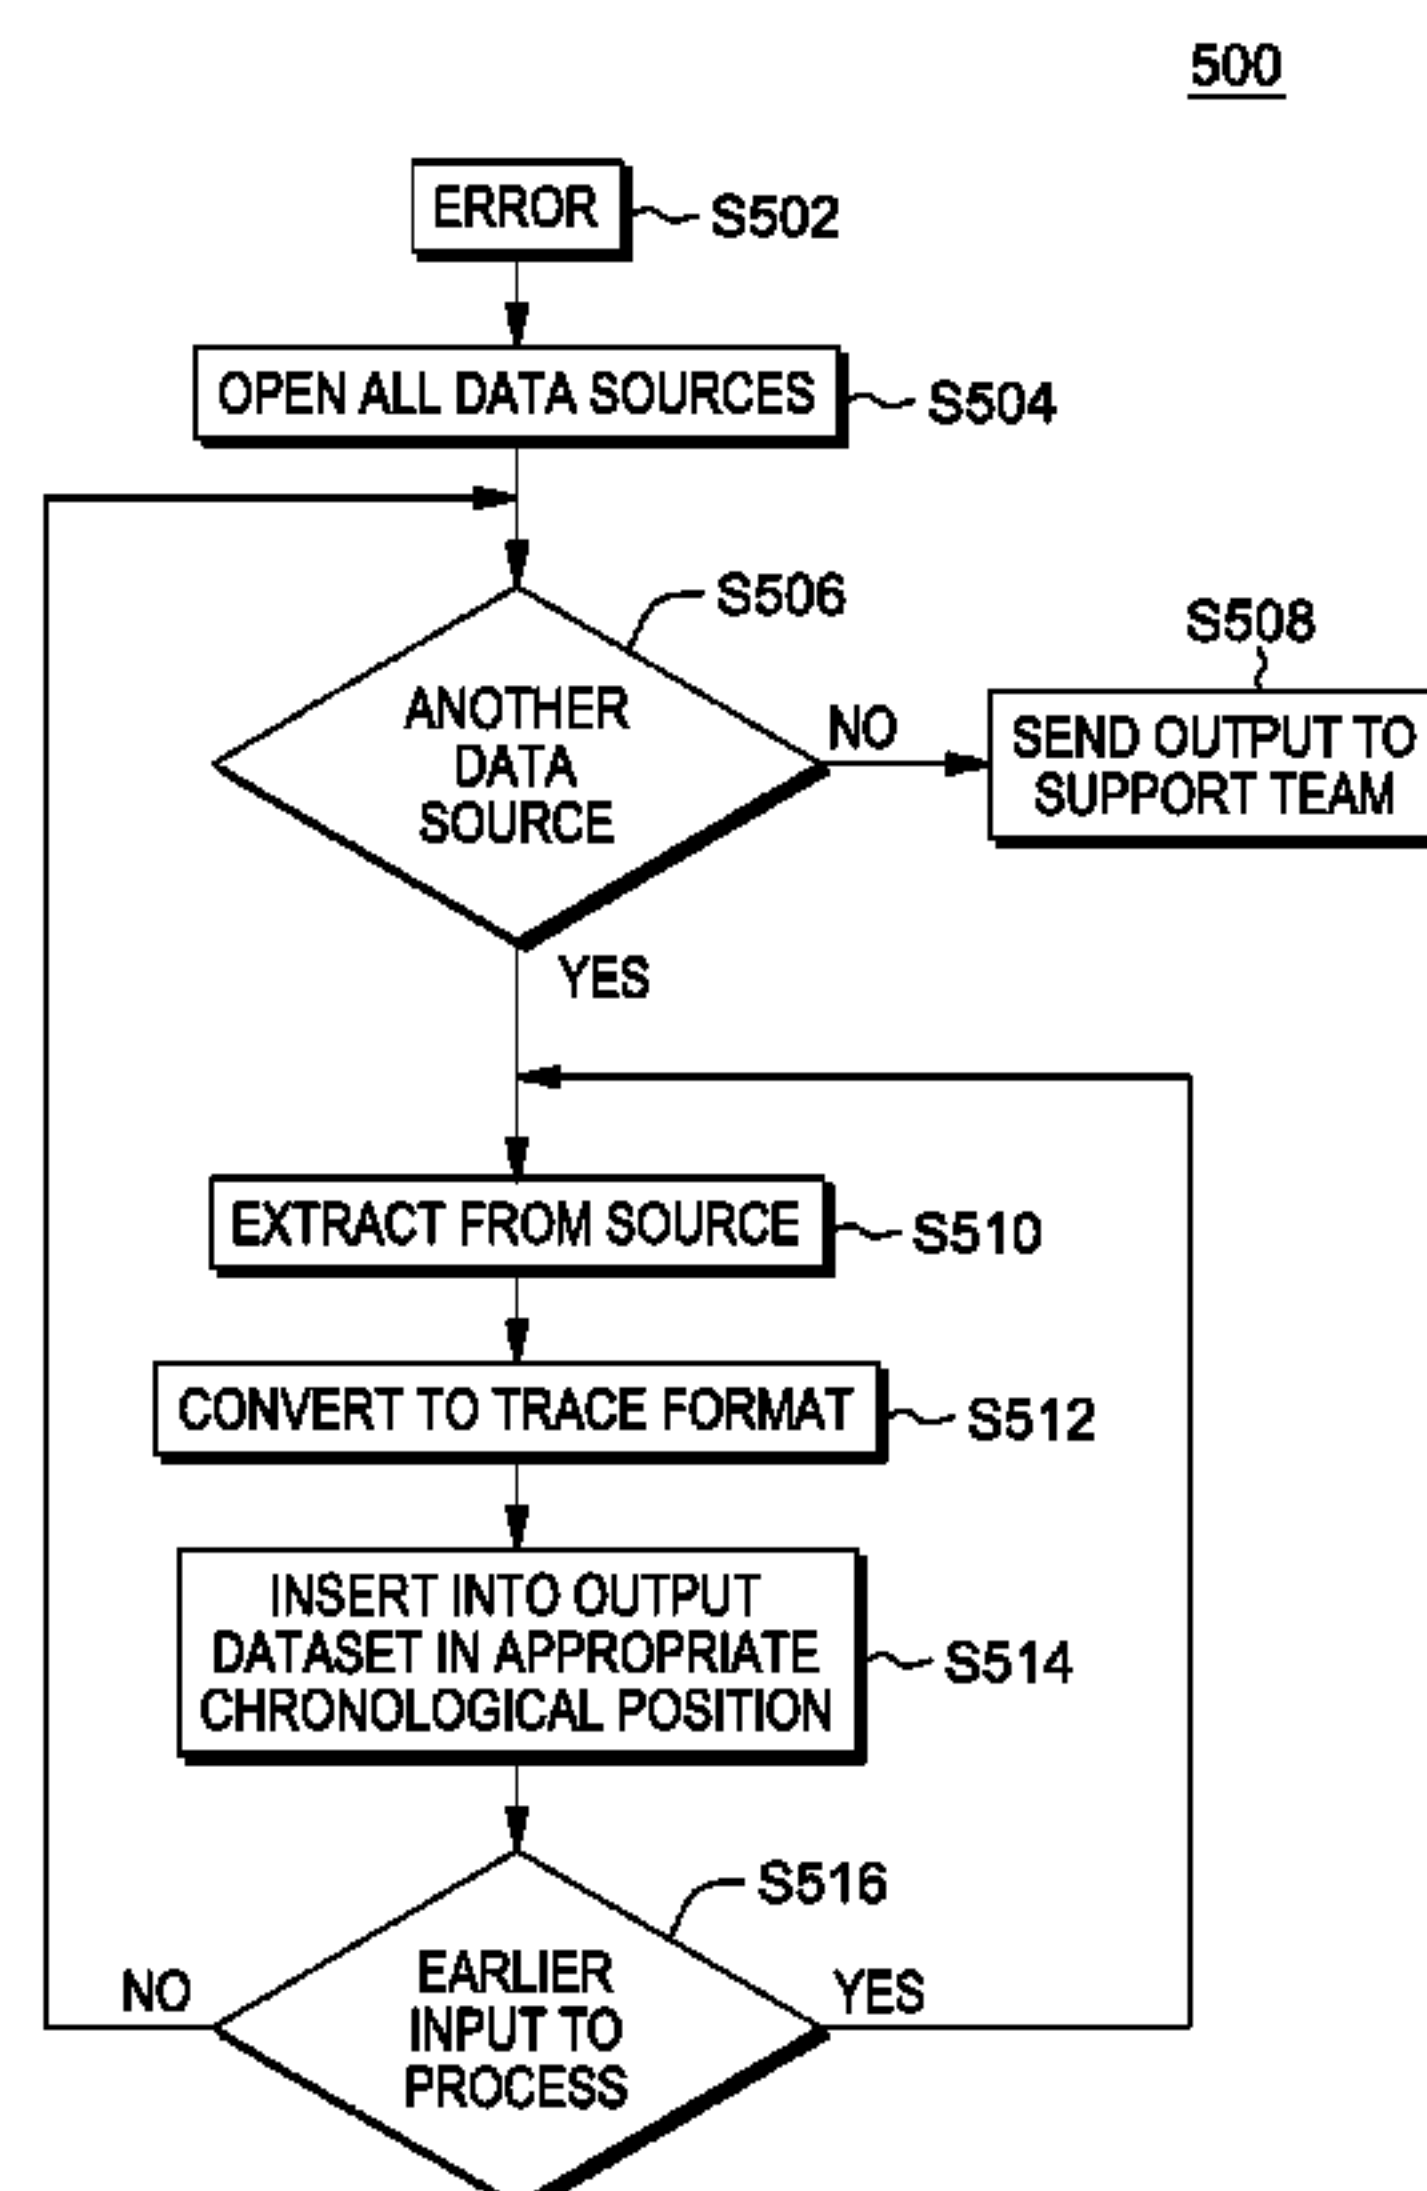 500
ERROR
S502
OPEN ALL DATA SOURCES
S504
S506
ANOTHER
DATA
SOURCE
NO
S508
SEND OUTPUT TO
SUPPORT TEAM
YES
EXTRACT FROM SOURCE
S510
CONVERT TO TRACE FORMAT
S512
INSERT INTO OUTPUT
DATASET IN APPROPRIATE
CHRONOLOGICAL POSITION
S514
S516
EARLIER
INPUT TO
PROCESS
NO
YES